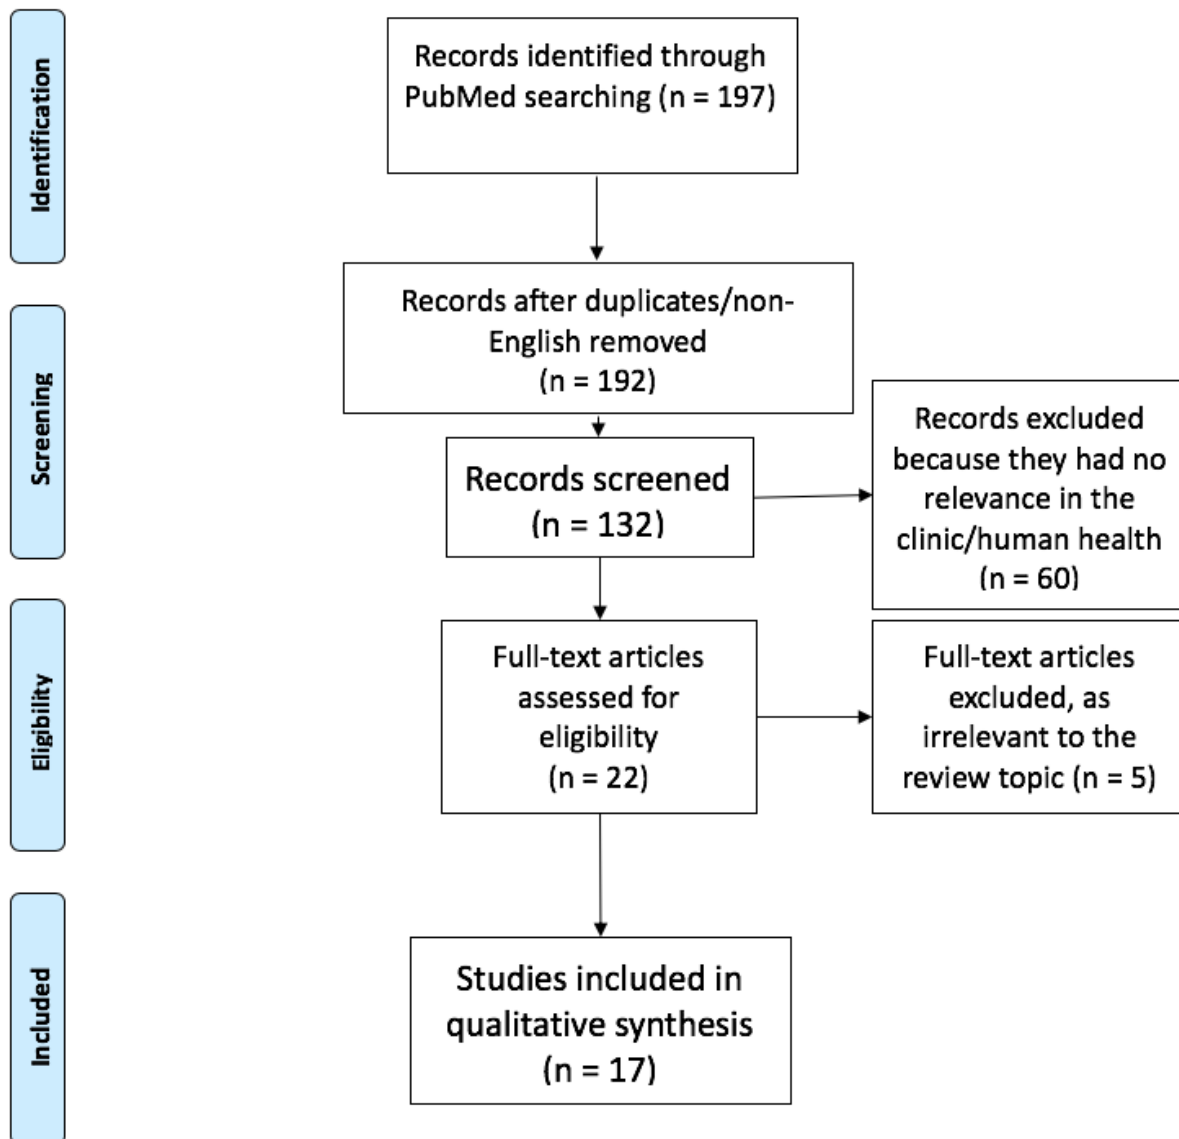 Identification
Records identified through
PubMed searching (n = 197)
Screening
Records after duplicates/non-
English removed
(n = 192)
Records screened
(n = 132)
Records excluded
because they had no
relevance in the
clinic/human health
(n = 60)
Eligibility
Full-text articles
assessed for
eligibility
(n = 22)
Full-text articles
excluded, as
irrelevant to the
review topic (n = 5)
Included
Studies included in
qualitative synthesis
(n = 17)